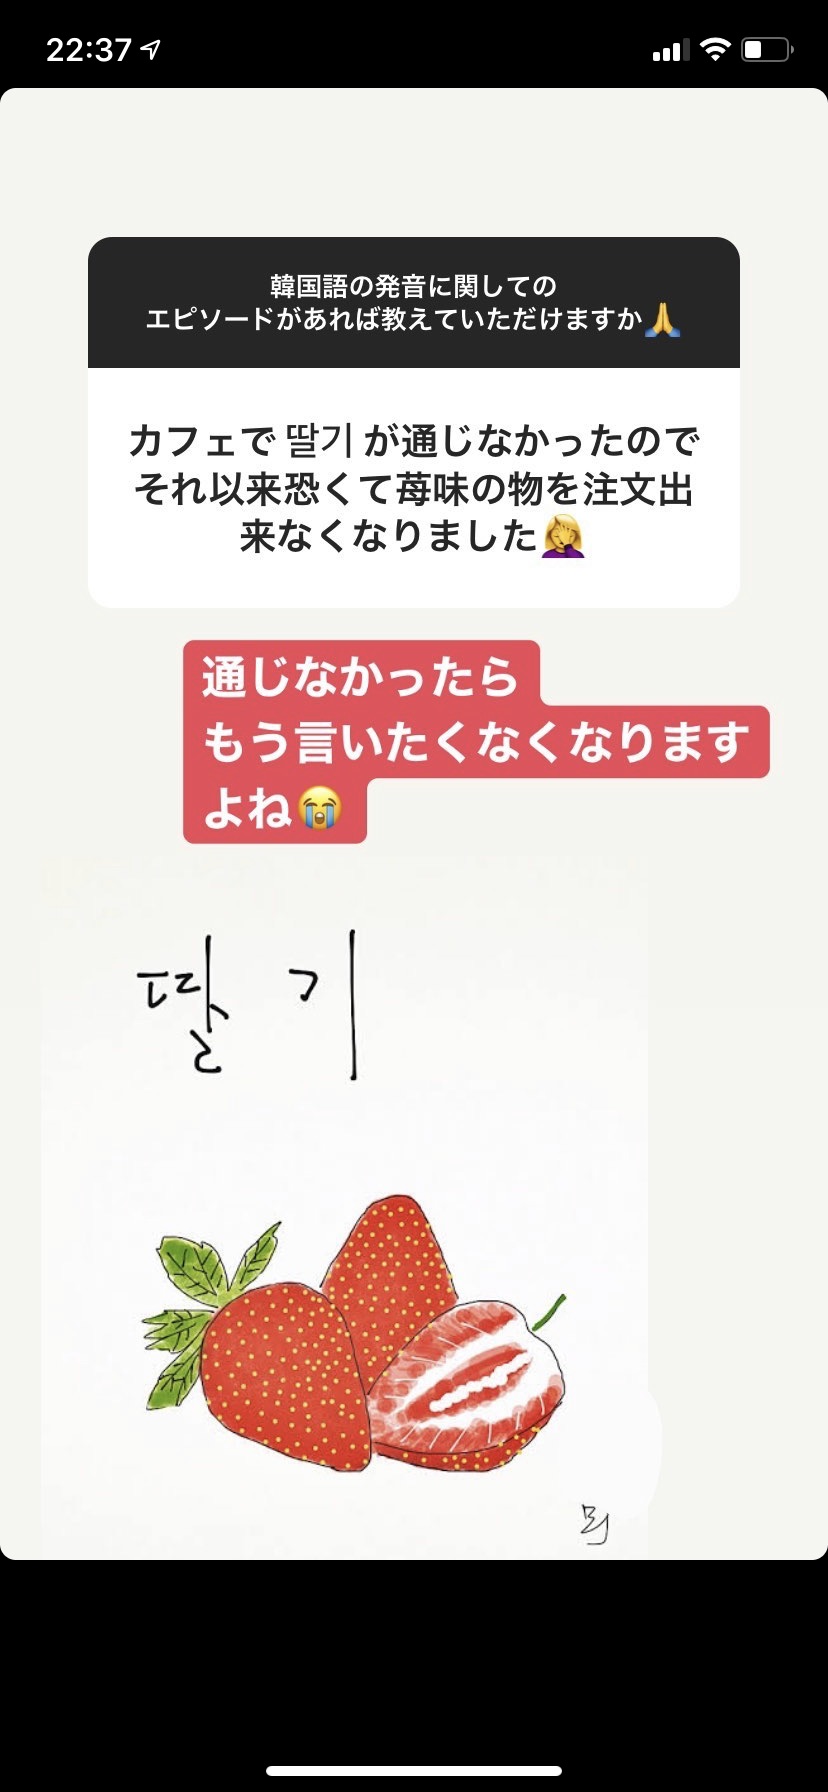 22:37
韓国語の発音に関しての
エピソードがあれば教えていただけますか🙏
カフェで 딸기 が通じなかったので
それ以来恐くて苺味の物を注文出
来なくなりました🤦‍♀️
通じなかったら
もう言いたくなくなります
よね😭
딸기